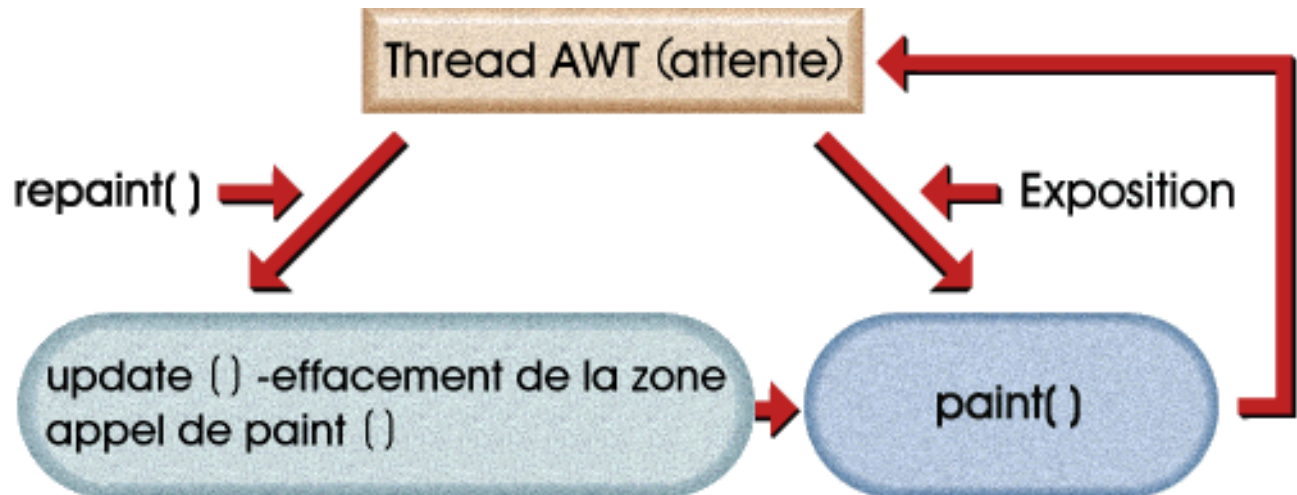 Thread AWT (attente)
repaint( )
Exposition
update ( ) -effacement de la zone
appel de paint ( )
paint( )